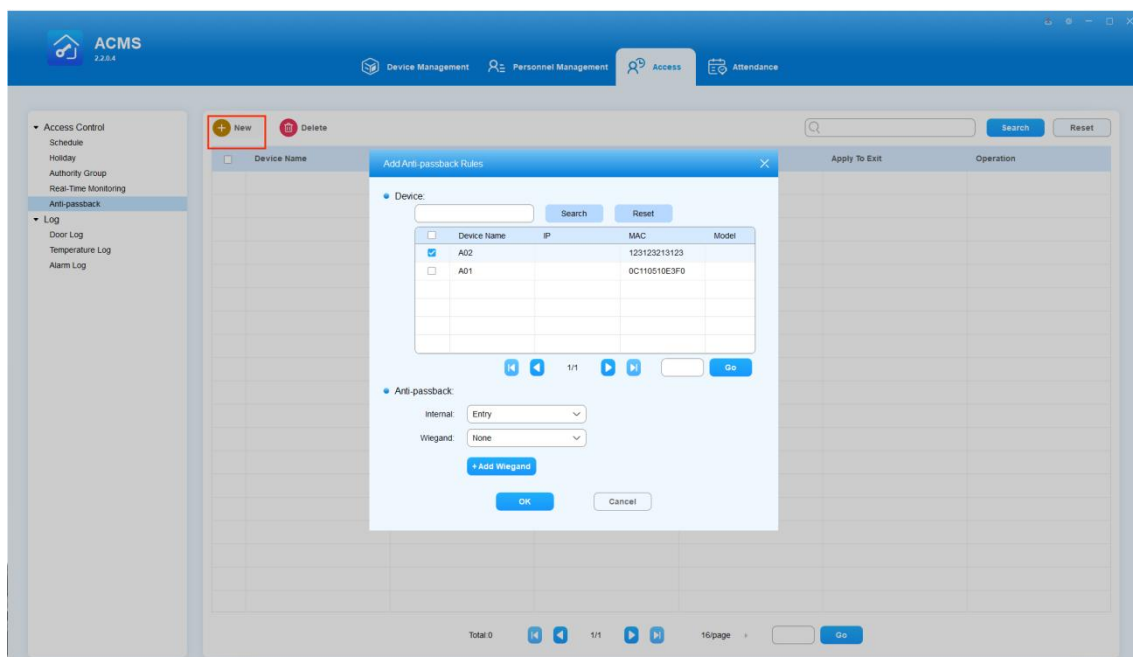 ACMS
2.2.0.4
Device Management Personnel Management Access Attendance
Access Control
Schedule
Holiday
Authority Group
Real-Time Monitoring
Anti-passback
Log
Door Log
Temperature Log
Alarm Log
New Delete Search Reset
Device Name Apply To Exit Operation
Add Anti-passback Rules
Device:
Search Reset
Device Name IP MAC Model
A02 123123213123
A01 0C110510E3F0
1/1 Go
Anti-passback:
Internal: Entry
Wiegand: None
+ Add Wiegand
OK Cancel
Total:0 1/1 16/page Go